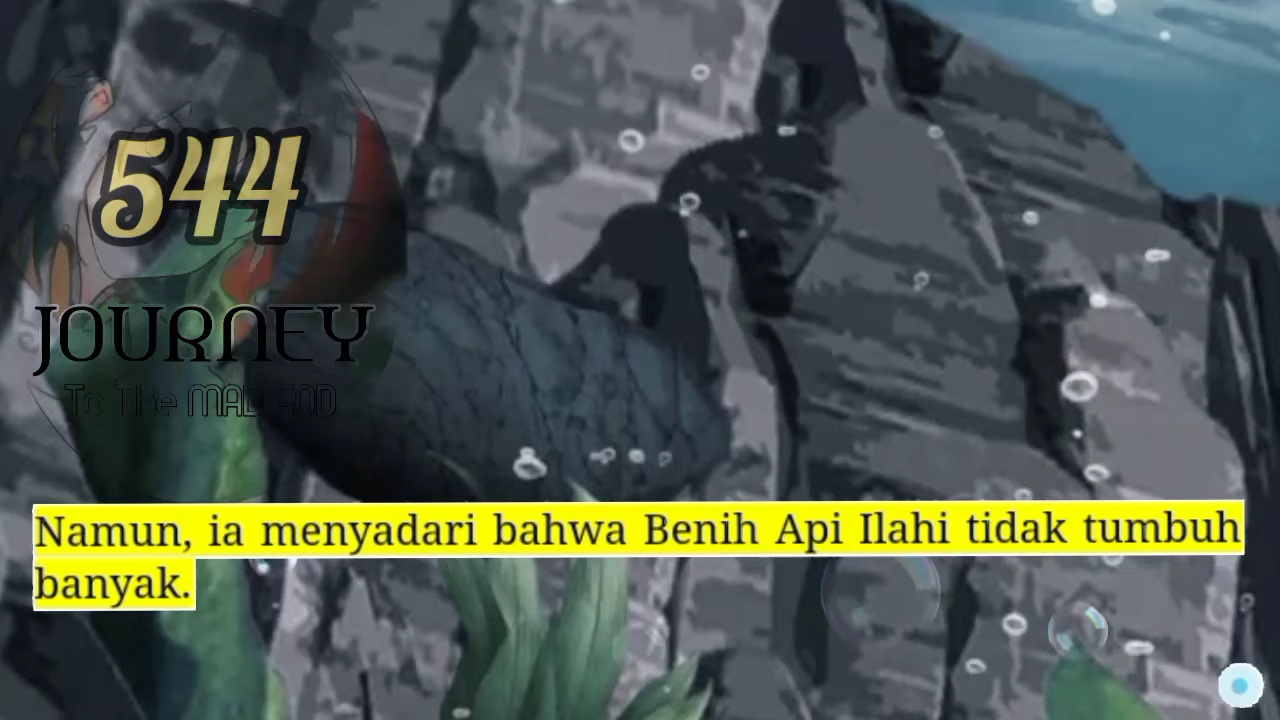 544
JOURNEY
To The MAD GOD
Namun, ia menyadari bahwa Benih Api Ilahi tidak tumbuh
banyak.